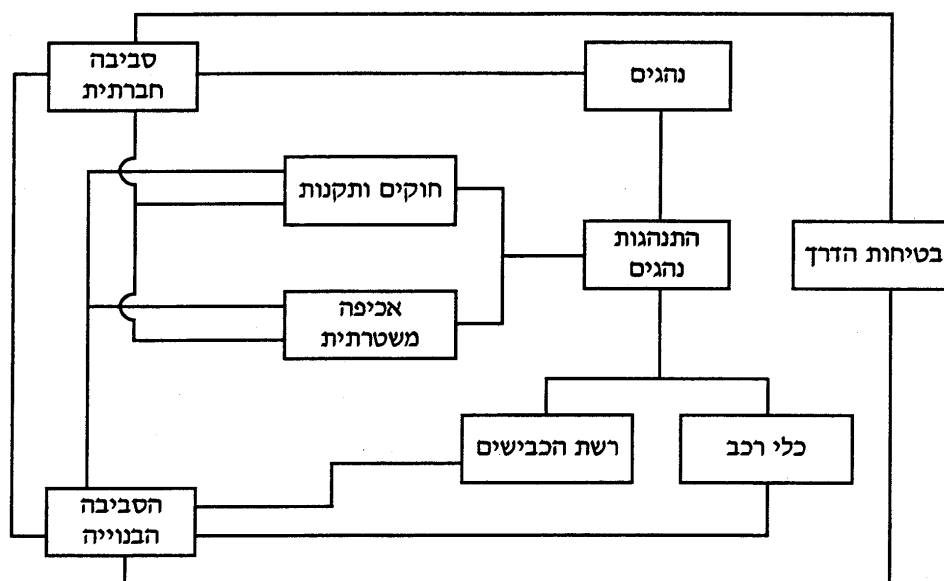 סביבה
חברתית
נהגים
חוקים ותקנות
התנהגות
נהגים
בטיחות הדרך
אכיפה
משטרתית
רשת הכבישים
כלי רכב
הסביבה
הבנוייה